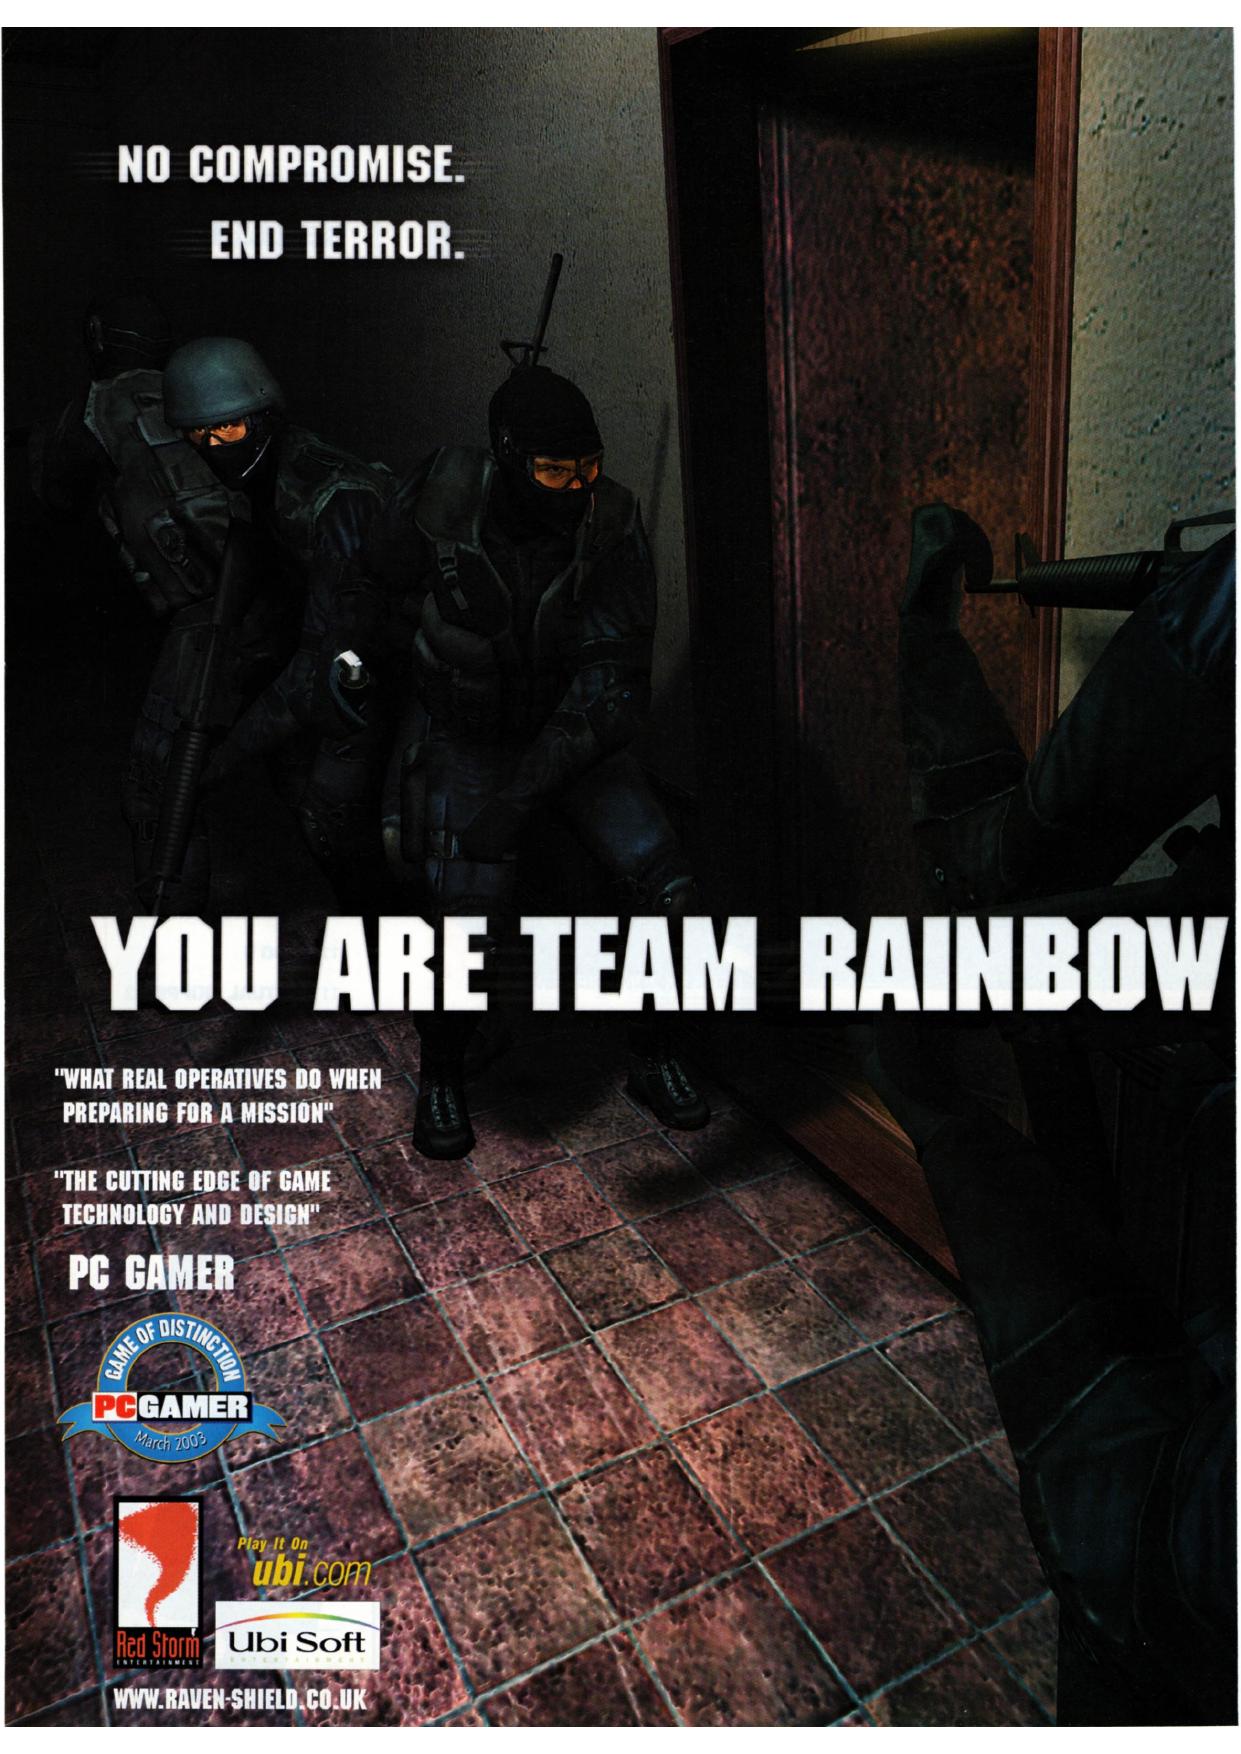 NO COMPROMISE.
END TERROR.
YOU ARE TEAM RAINBOW
"WHAT REAL OPERATIVES DO WHEN
PREPARING FOR A MISSION"
"THE CUTTING EDGE OF GAME
TECHNOLOGY AND DESIGN"
PC GAMER
GAME OF DISTINCTION
PCGAMER
March 2003
Play It On
ubi.com
Red Storm
ENTERTAINMENT
Ubi Soft
ENTERTAINMENT
WWW.RAVEN-SHIELD.CO.UK